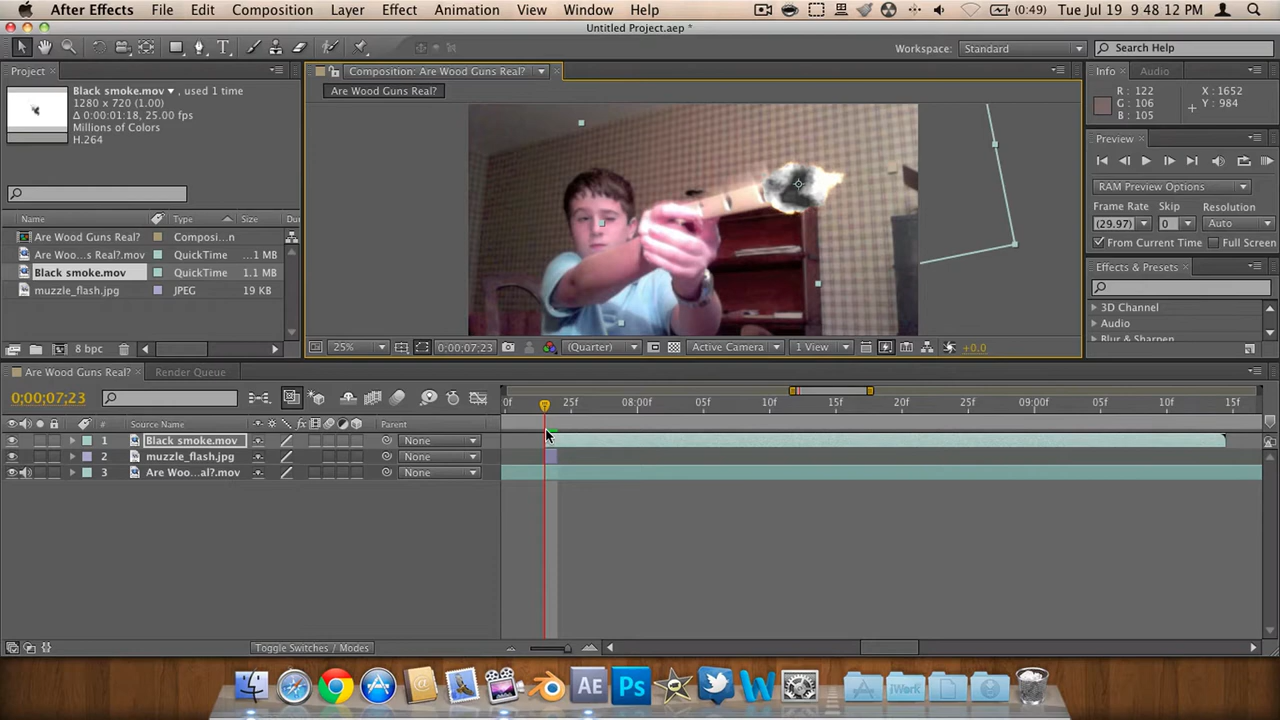 After Effects File Edit Composition Layer Effect Animation View Window Help (0:49) Tue Jul 19 9:48:12 PM
Untitled Project.aep *
Workspace: Standard Search Help
Project
Composition: Are Wood Guns Real?
Info Audio
Black smoke.mov ▾ , used 1 time
1280 x 720 (1.00)
Δ 0:00:01:18, 25.00 fps
Millions of Colors
H.264
Are Wood Guns Real?
R : 122
G : 106
B : 105
X : 1652
Y : 984
Preview
RAM Preview Options
Frame Rate Skip Resolution
(29.97) 0 Auto
From Current Time Full Screen
Name Type Size Du
Are Wood Guns Real? Composi...n
Are Woo...s Real?.mov QuickTime ...1 MB
Black smoke.mov QuickTime 1.1 MB
muzzle_flash.jpg JPEG 19 KB
Effects & Presets
3D Channel
Audio
Blur & Sharpen
8 bpc
25% 0;00;07;23 (Quarter) Active Camera 1 View +0.0
Are Wood Guns Real? Render Queue
0;00;07;23
0f 25f 08:00f 05f 10f 15f 20f 09:00f 05f 10f 15f
# Source Name Parent
1 Black smoke.mov None
2 muzzle_flash.jpg None
3 Are Woo...al?.mov None
Toggle Switches / Modes
AE Ps iWork